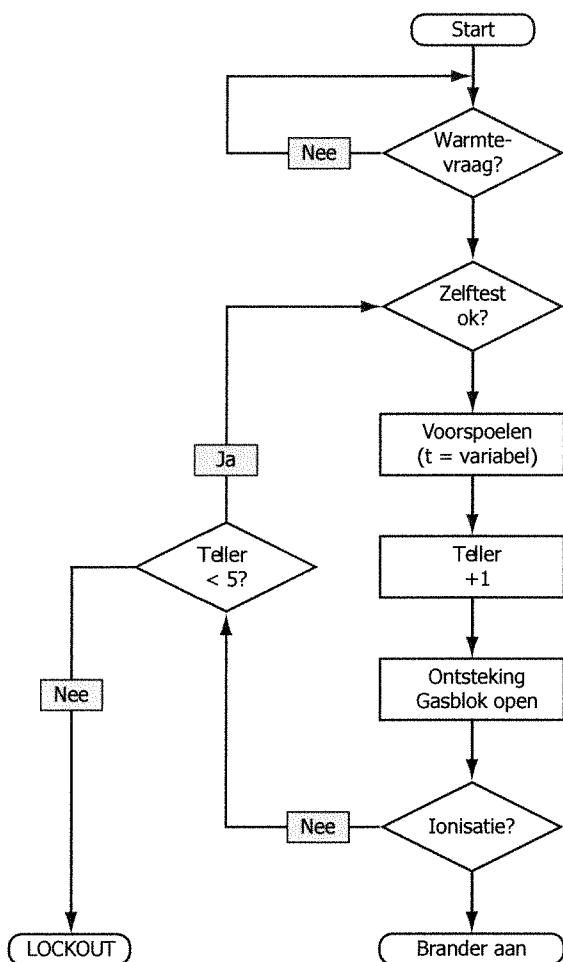 Start
Warmte-
vraag?
Nee
Zelftest
ok?
Voorspoelen
(t = variabel)
Ja
Teller
< 5?
Teller
+1
Nee
Ontsteking
Gasblok open
Nee
Ionisatie?
LOCKOUT
Brander aan